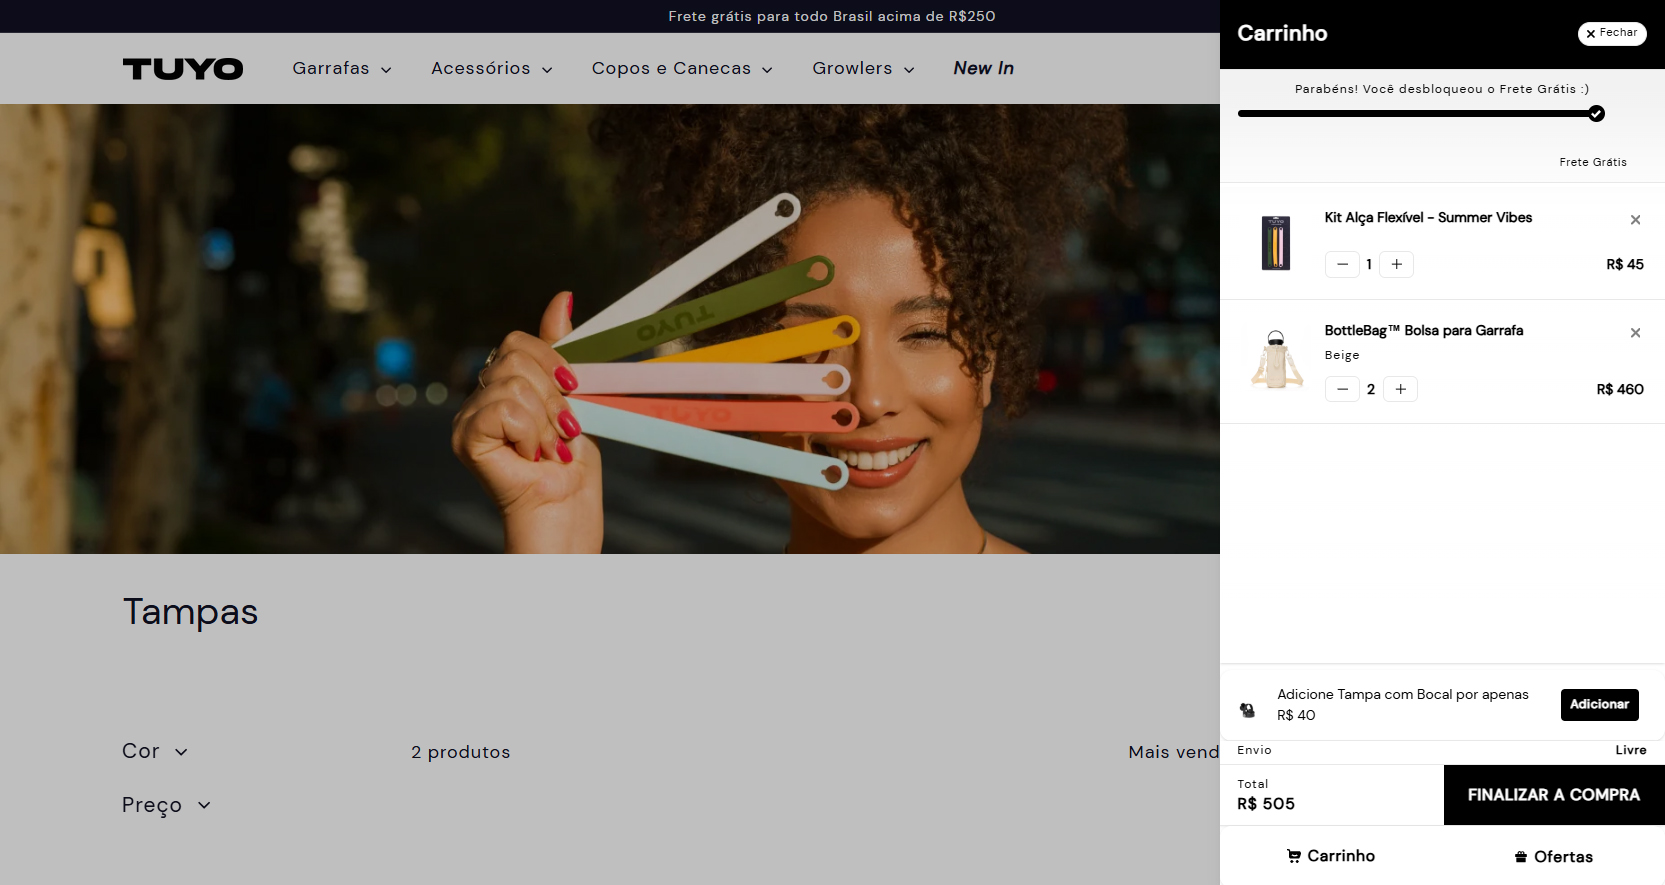 Frete grátis para todo Brasil acima de R$250
TUYO
Garrafas
Acessórios
Copos e Canecas
Growlers
New In
TUYO
TUYO
Tampas
Cor
2 produtos
Mais vend
Preço
Carrinho
Fechar
Parabéns! Você desbloqueou o Frete Grátis :)
Frete Grátis
TUYO
Kit Alça Flexível - Summer Vibes
1
R$ 45
BottleBag™ Bolsa para Garrafa
Beige
2
R$ 460
Adicione Tampa com Bocal por apenas
R$ 40
Adicionar
Envio
Livre
Total
R$ 505
FINALIZAR A COMPRA
Carrinho
Ofertas